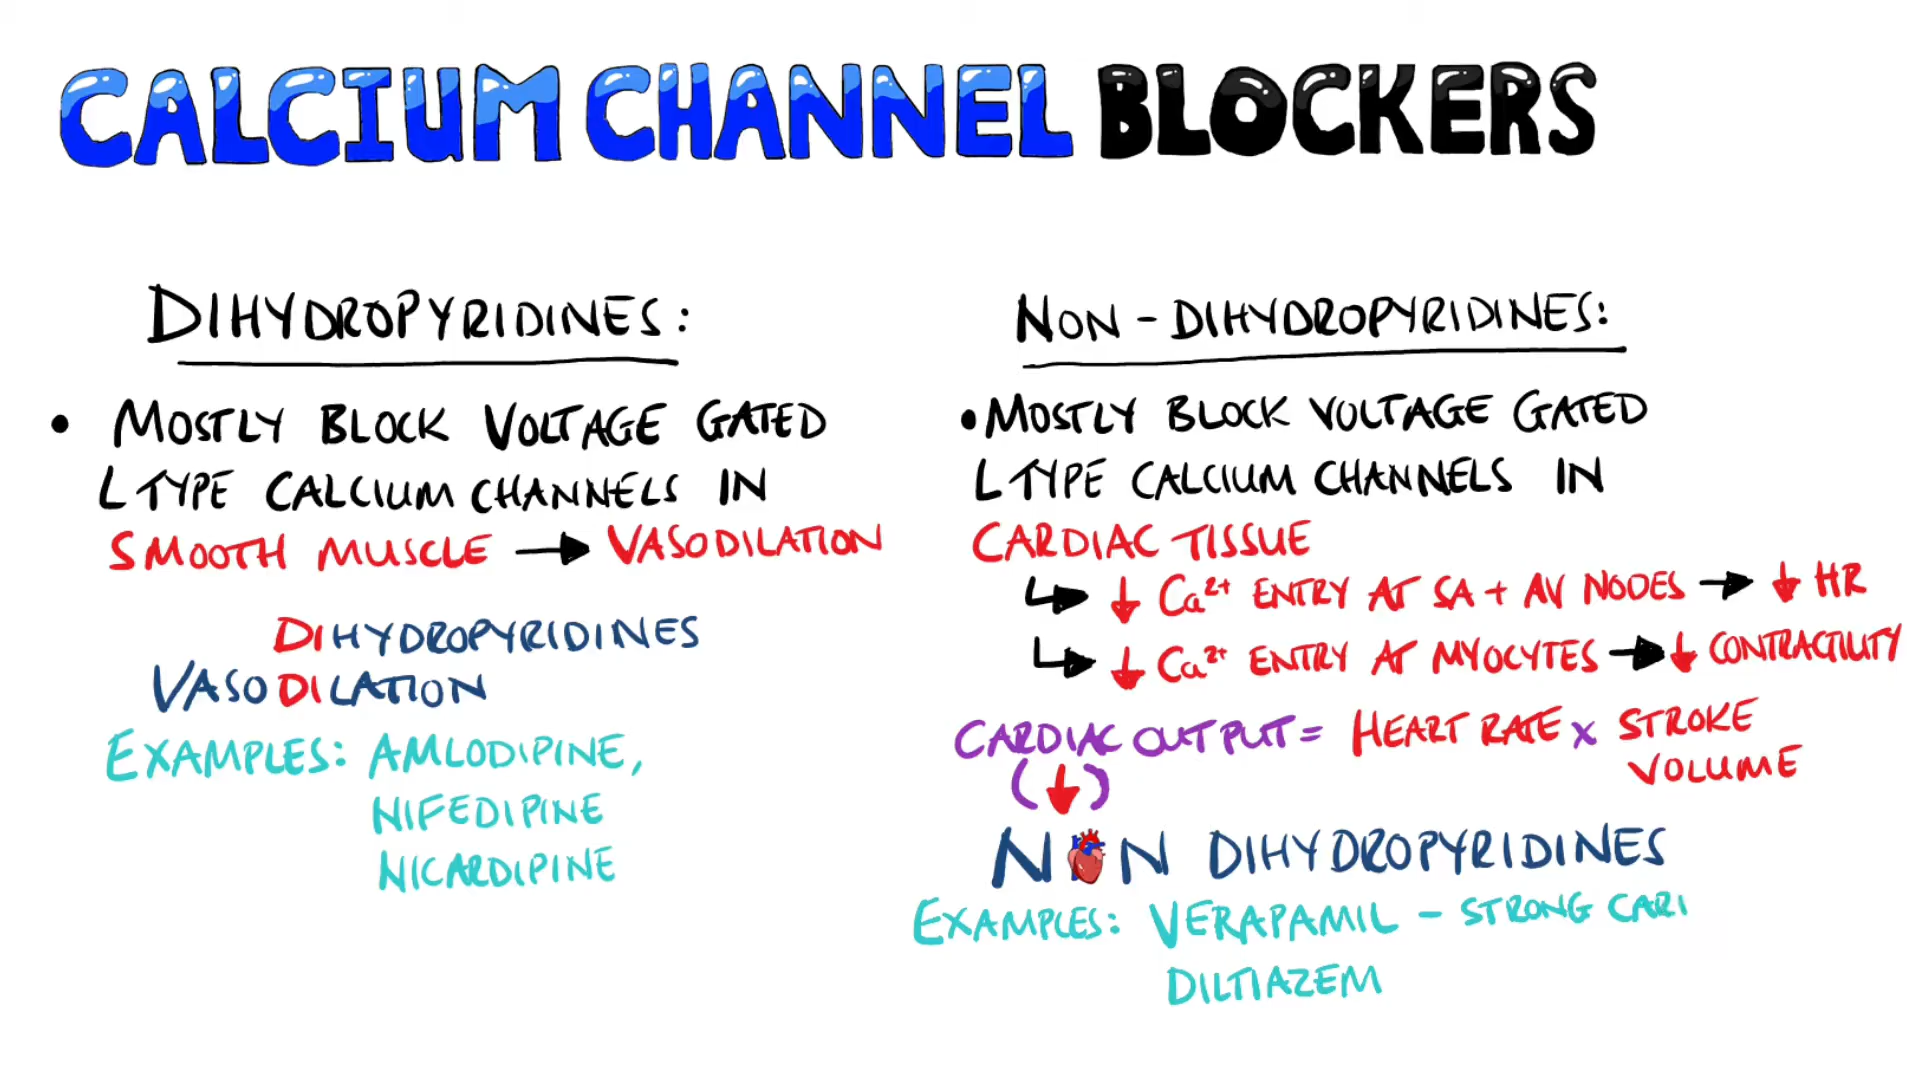 CALCIUM CHANNEL BLOCKERS
DIHYDROPYRIDINES:
• MOSTLY BLOCK VOLTAGE GATED
L TYPE CALCIUM CHANNELS IN
SMOOTH MUSCLE → VASODILATION
DIHYDROPYRIDINES
VASODILATION
EXAMPLES: AMLODIPINE,
NIFEDIPINE
NICARDIPINE
NON-DIHYDROPYRIDINES:
• MOSTLY BLOCK VOLTAGE GATED
L TYPE CALCIUM CHANNELS IN
CARDIAC TISSUE
↳ ↓ Ca²⁺ ENTRY AT SA + AV NODES → ↓ HR
↳ ↓ Ca²⁺ ENTRY AT MYOCYTES → ↓ CONTRACTILITY
CARDIAC OUTPUT = HEART RATE x STROKE
VOLUME
(↓)
N N DIHYDROPYRIDINES
EXAMPLES: VERAPAMIL - STRONG CARI
DILTIAZEM